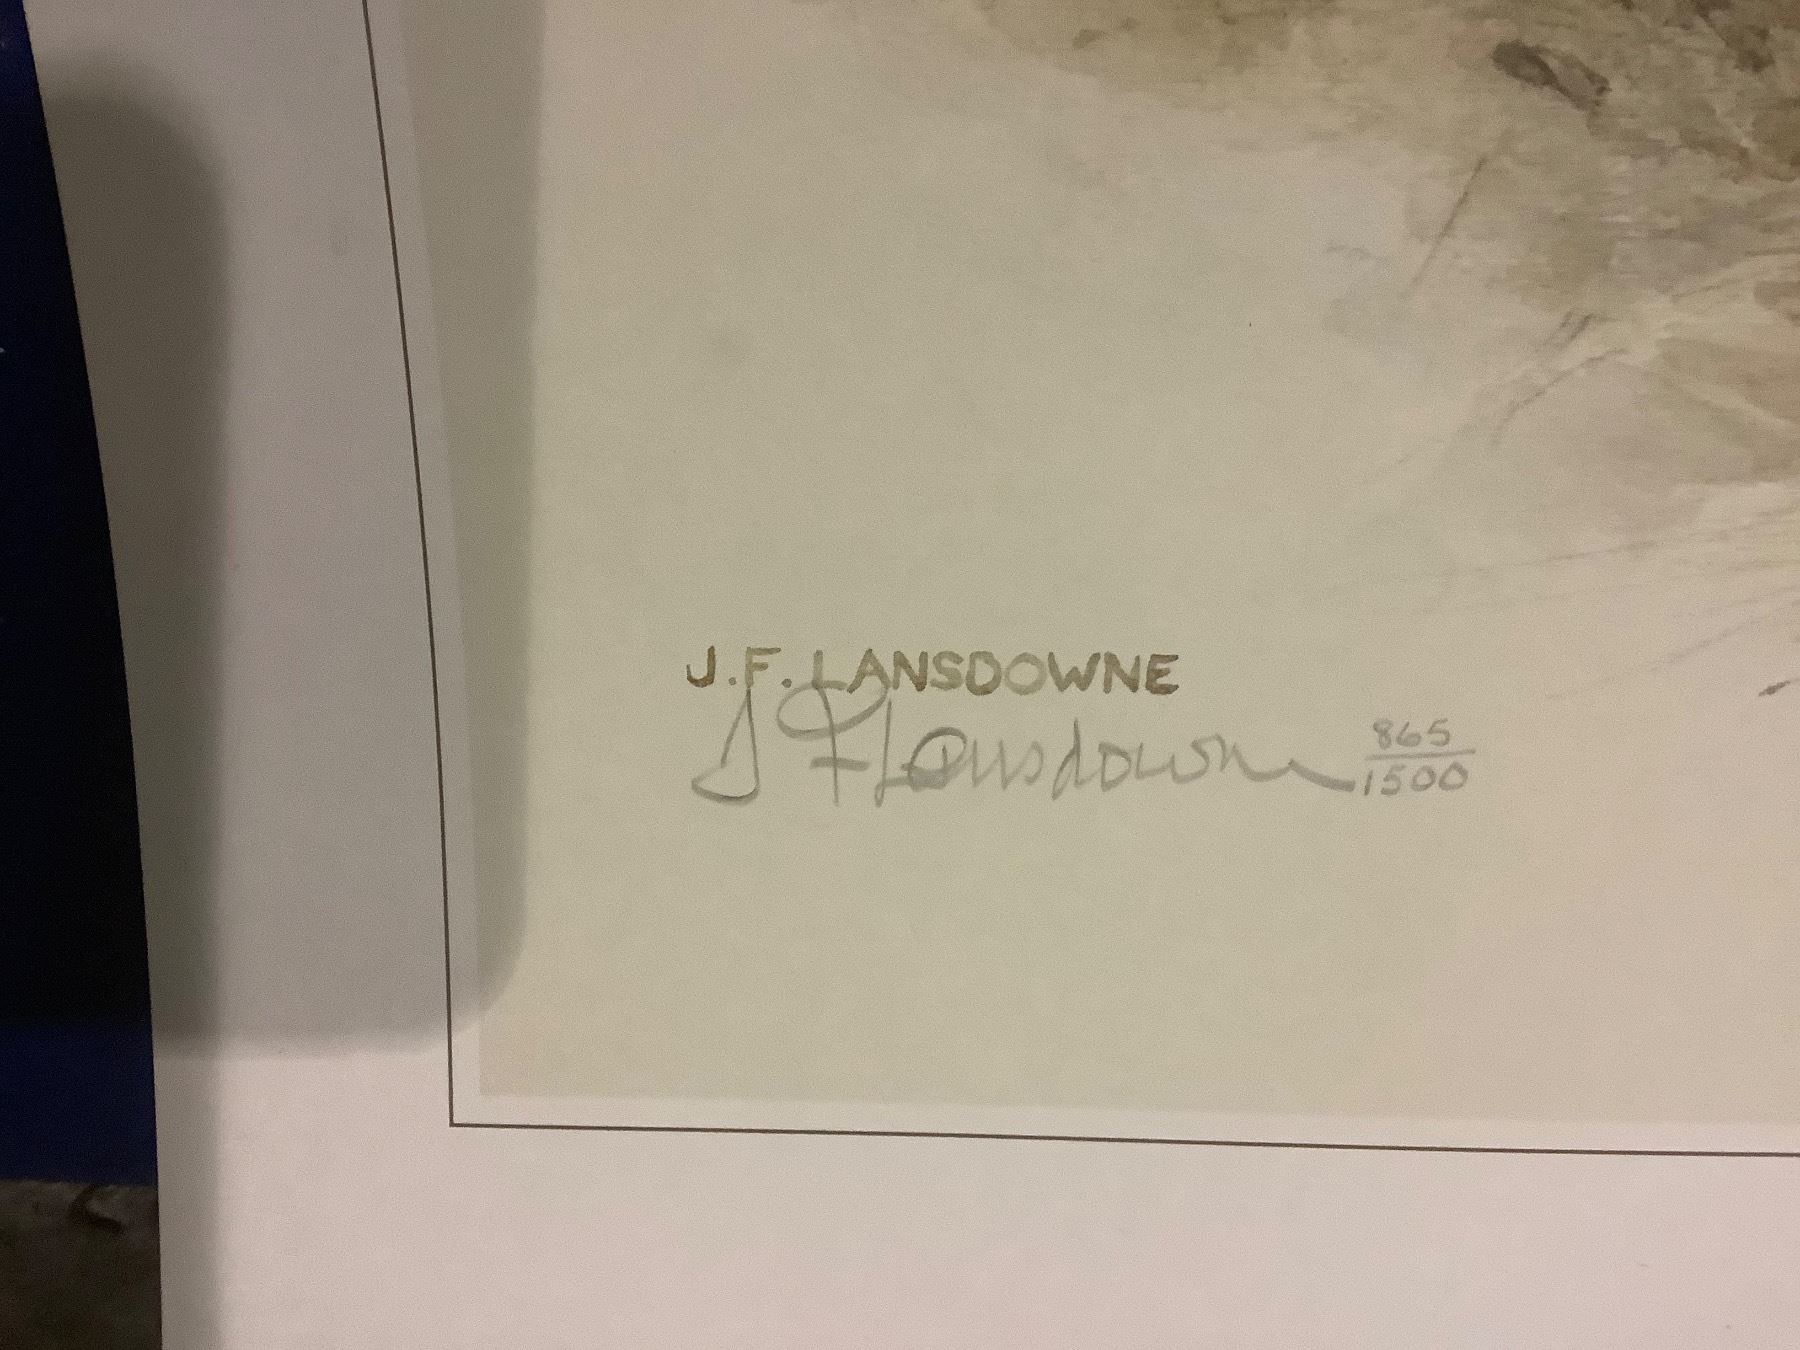 J.F. LANSDOWNE
J F Lansdowne 865/1500